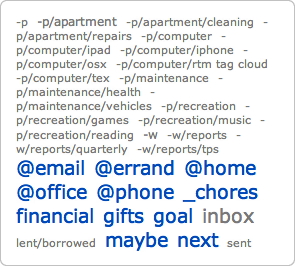 -p -p/apartment -p/apartment/cleaning -
p/apartment/repairs -p/computer -
p/computer/ipad -p/computer/iphone -
p/computer/osx -p/computer/rtm tag cloud
-p/computer/tex -p/maintenance -
p/maintenance/health -
p/maintenance/vehicles -p/recreation -
p/recreation/games -p/recreation/music -
p/recreation/reading -w -w/reports -
w/reports/quarterly -w/reports/tps
@email @errand @home
@office @phone _chores
financial gifts goal inbox
lent/borrowed maybe next sent